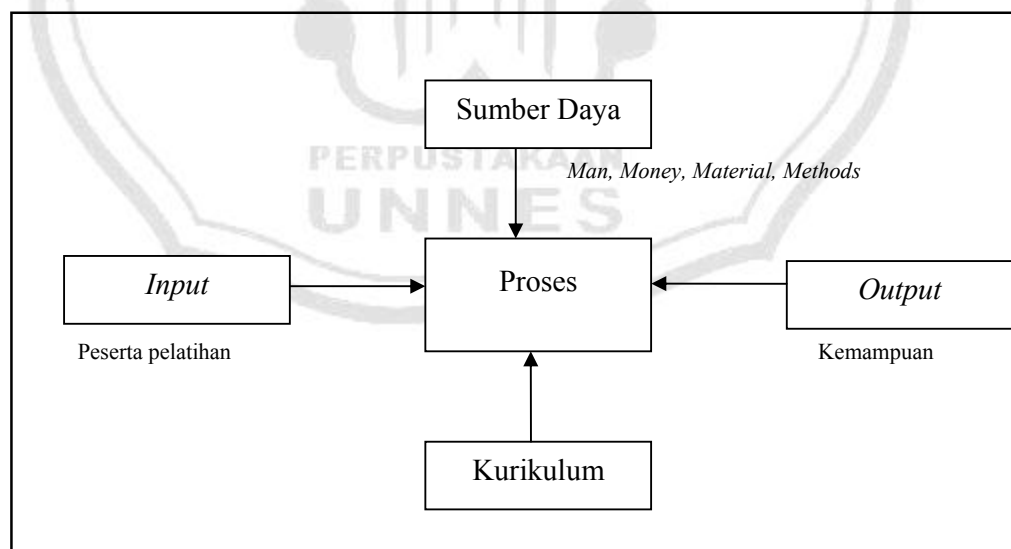 Sumber Daya
PERPUSTAKAAN
Man, Money, Material, Methods
UNNES
Input
Proses
Output
Peserta pelatihan
Kemampuan
Kurikulum